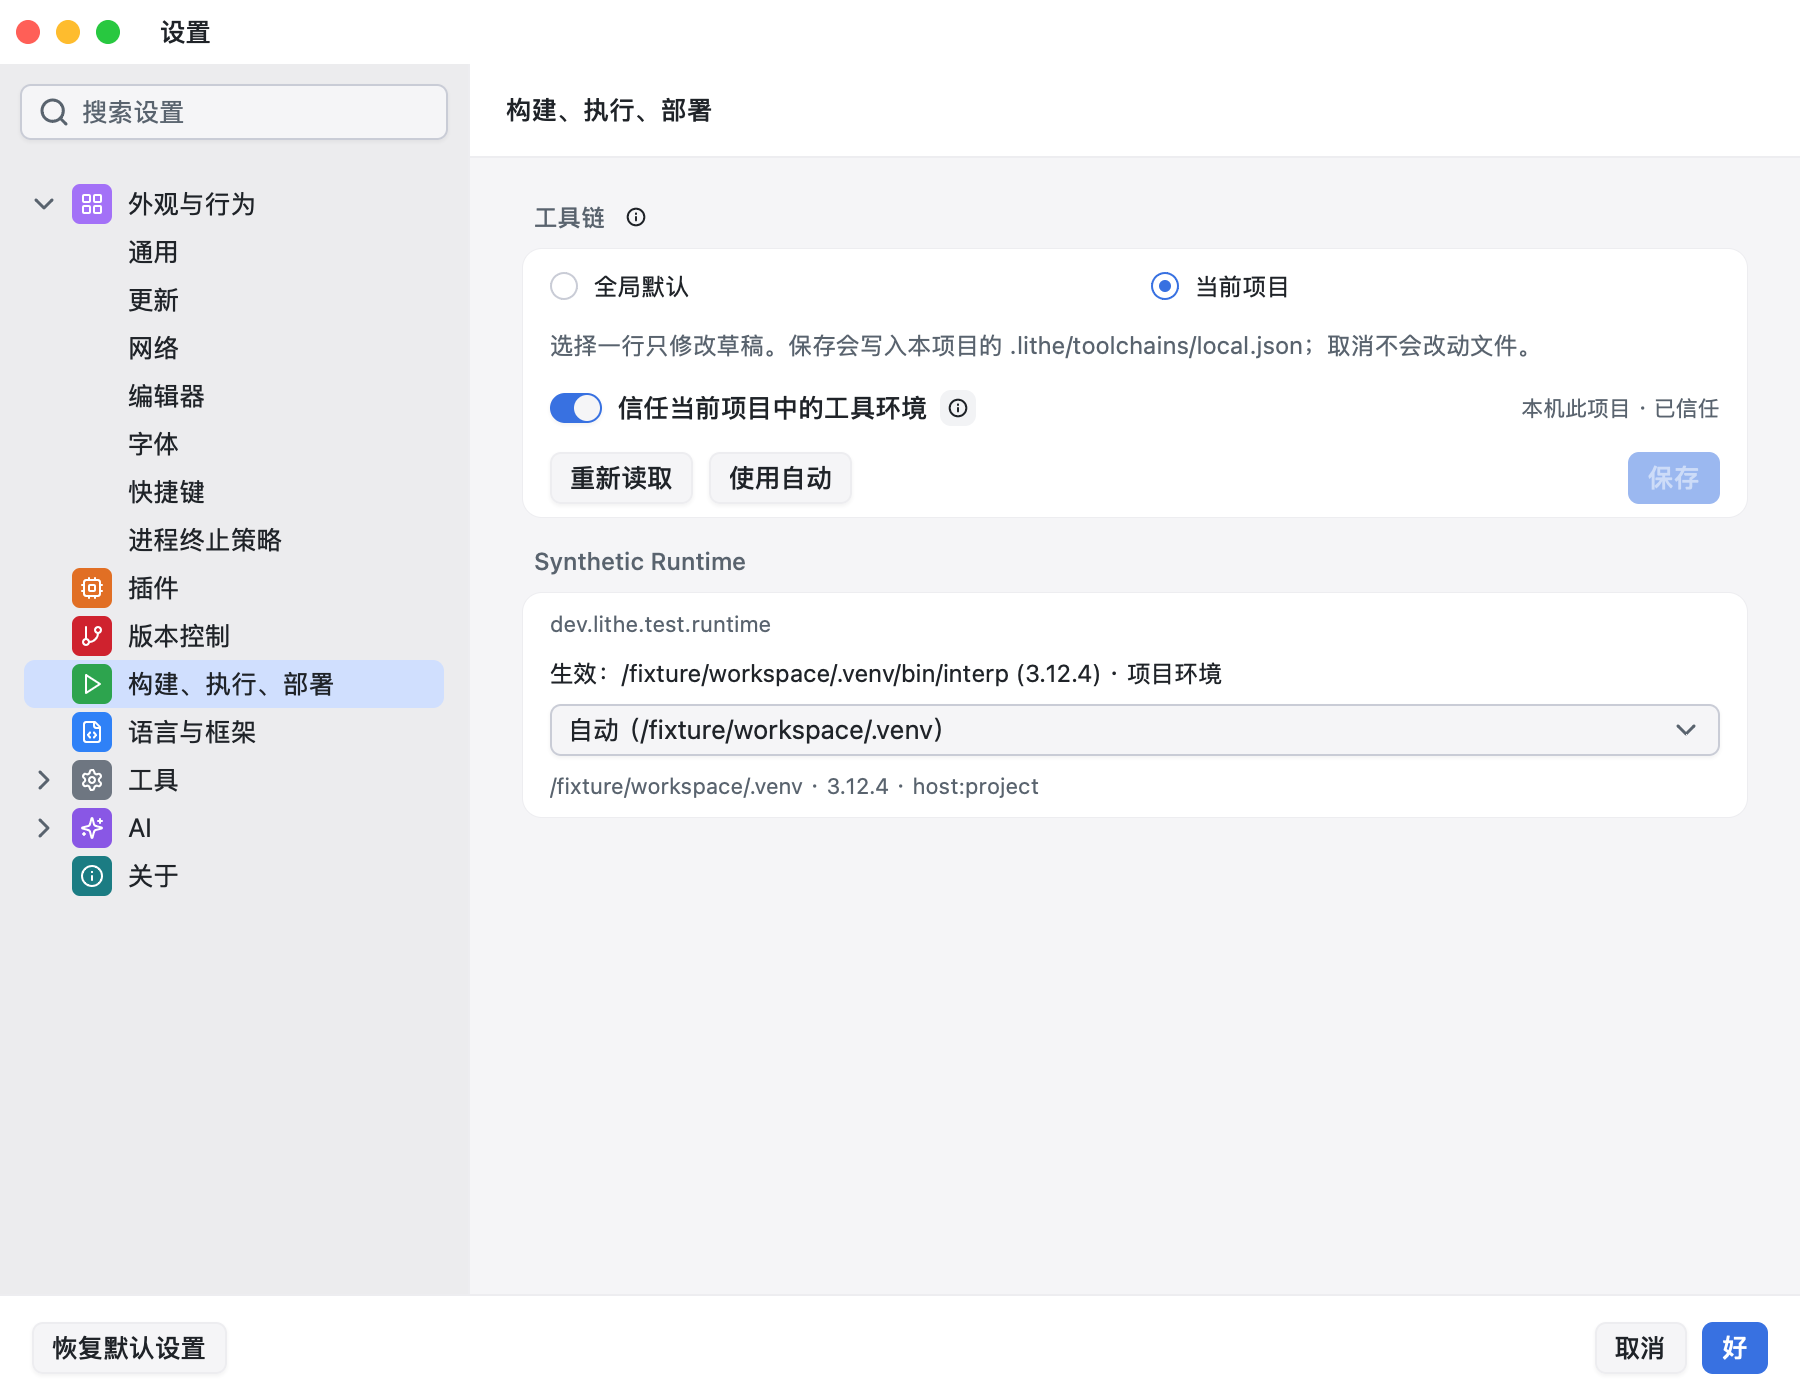 设置
搜索设置
外观与行为
通用
更新
网络
编辑器
字体
快捷键
进程终止策略
插件
版本控制
构建、执行、部署
语言与框架
工具
AI
关于
构建、执行、部署
工具链
全局默认
当前项目
选择一行只修改草稿。保存会写入本项目的 .lithe/toolchains/local.json；取消不会改动文件。
信任当前项目中的工具环境
本机此项目 · 已信任
重新读取
使用自动
保存
Synthetic Runtime
dev.lithe.test.runtime
生效：/fixture/workspace/.venv/bin/interp (3.12.4) · 项目环境
自动（/fixture/workspace/.venv）
/fixture/workspace/.venv · 3.12.4 · host:project
恢复默认设置
取消
好